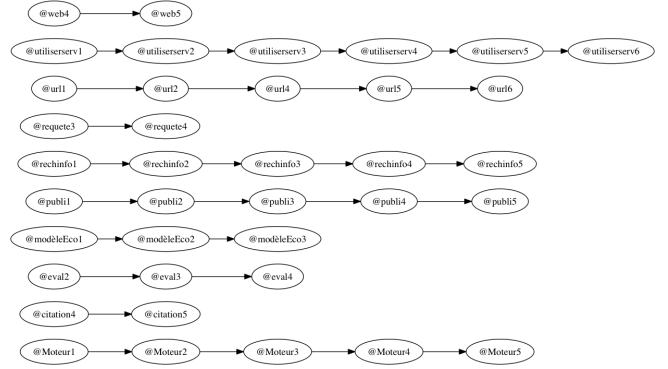 @web4 @web5
@utiliserserv1 @utiliserserv2 @utiliserserv3 @utiliserserv4 @utiliserserv5 @utiliserserv6
@url1 @url2 @url4 @url5 @url6
@requete3 @requete4
@rechinfo1 @rechinfo2 @rechinfo3 @rechinfo4 @rechinfo5
@publi1 @publi2 @publi3 @publi4 @publi5
@modèleEco1 @modèleEco2 @modèleEco3
@eval2 @eval3 @eval4
@citation4 @citation5
@Moteur1 @Moteur2 @Moteur3 @Moteur4 @Moteur5